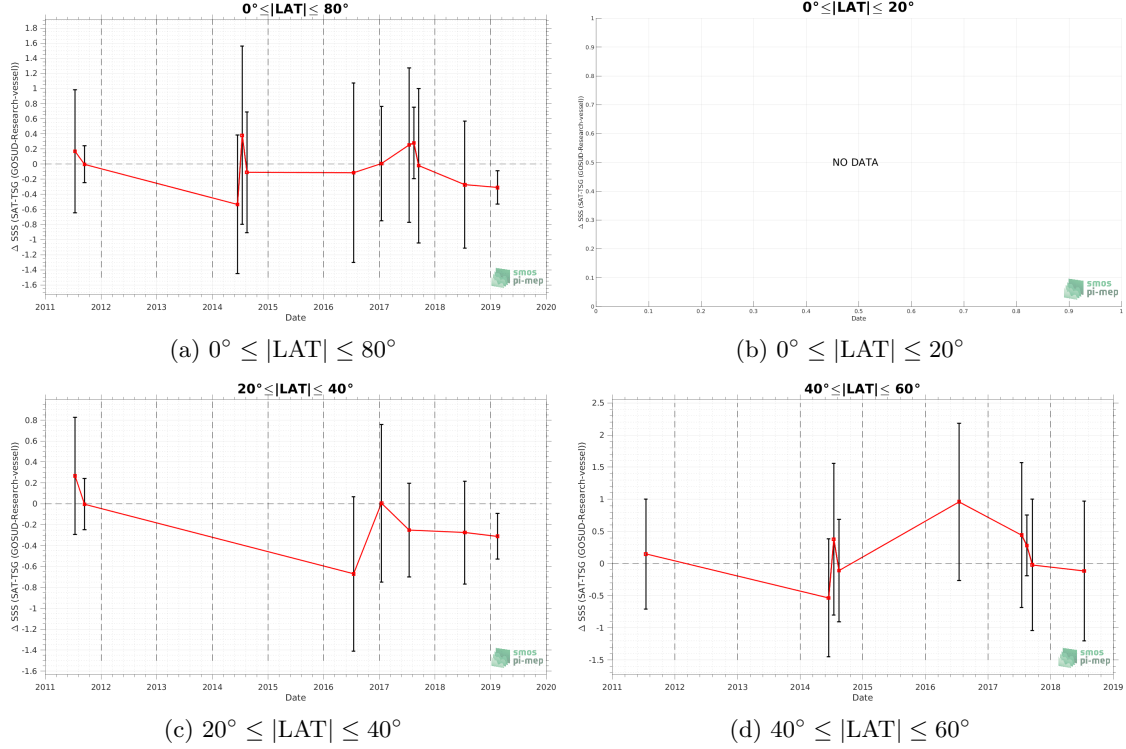 0°≤|LAT|≤ 80°
Δ SSS (SAT-TSG (GOSUD-Research-vessel))
1.8
1.6
1.4
1.2
1
0.8
0.6
0.4
0.2
0
-0.2
-0.4
-0.6
-0.8
-1
-1.2
-1.4
-1.6
2011 2012 2013 2014 2015 2016 2017 2018 2019 2020
Date
smos
pi-mep
(a) 0° ≤ |LAT| ≤ 80°
0°≤|LAT|≤ 20°
Δ SSS (SAT-TSG (GOSUD-Research-vessel))
1
0.9
0.8
0.7
0.6
0.5
0.4
0.3
0.2
0.1
0
NO DATA
0 0.1 0.2 0.3 0.4 0.5 0.6 0.7 0.8 0.9 1
Date
smos
pi-mep
(b) 0° ≤ |LAT| ≤ 20°
20°≤|LAT|≤ 40°
Δ SSS (SAT-TSG (GOSUD-Research-vessel))
0.8
0.6
0.4
0.2
0
-0.2
-0.4
-0.6
-0.8
-1
-1.2
-1.4
-1.6
2011 2012 2013 2014 2015 2016 2017 2018 2019 2020
Date
smos
pi-mep
(c) 20° ≤ |LAT| ≤ 40°
40°≤|LAT|≤ 60°
Δ SSS (SAT-TSG (GOSUD-Research-vessel))
2.5
2
1.5
1
0.5
0
-0.5
-1
-1.5
2011 2012 2013 2014 2015 2016 2017 2018 2019
Date
smos
pi-mep
(d) 40° ≤ |LAT| ≤ 60°